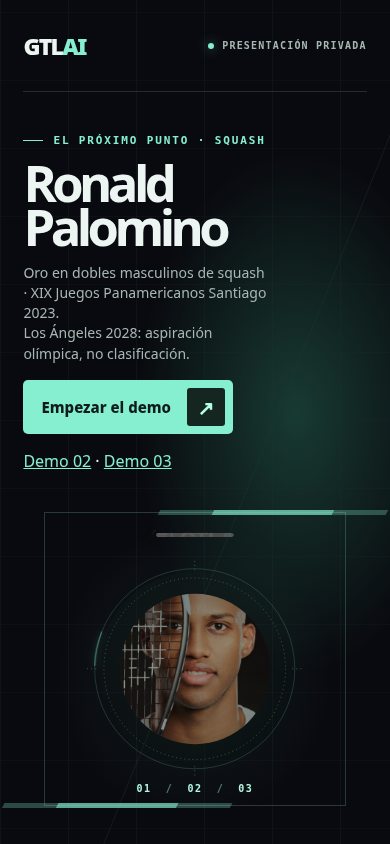 GTLAI
PRESENTACIÓN PRIVADA
EL PRÓXIMO PUNTO · SQUASH
Ronald
Palomino
Oro en dobles masculinos de squash
· XIX Juegos Panamericanos Santiago
2023.
Los Ángeles 2028: aspiración
olímpica, no clasificación.
Empezar el demo ↗
Demo 02 · Demo 03
01 / 02 / 03